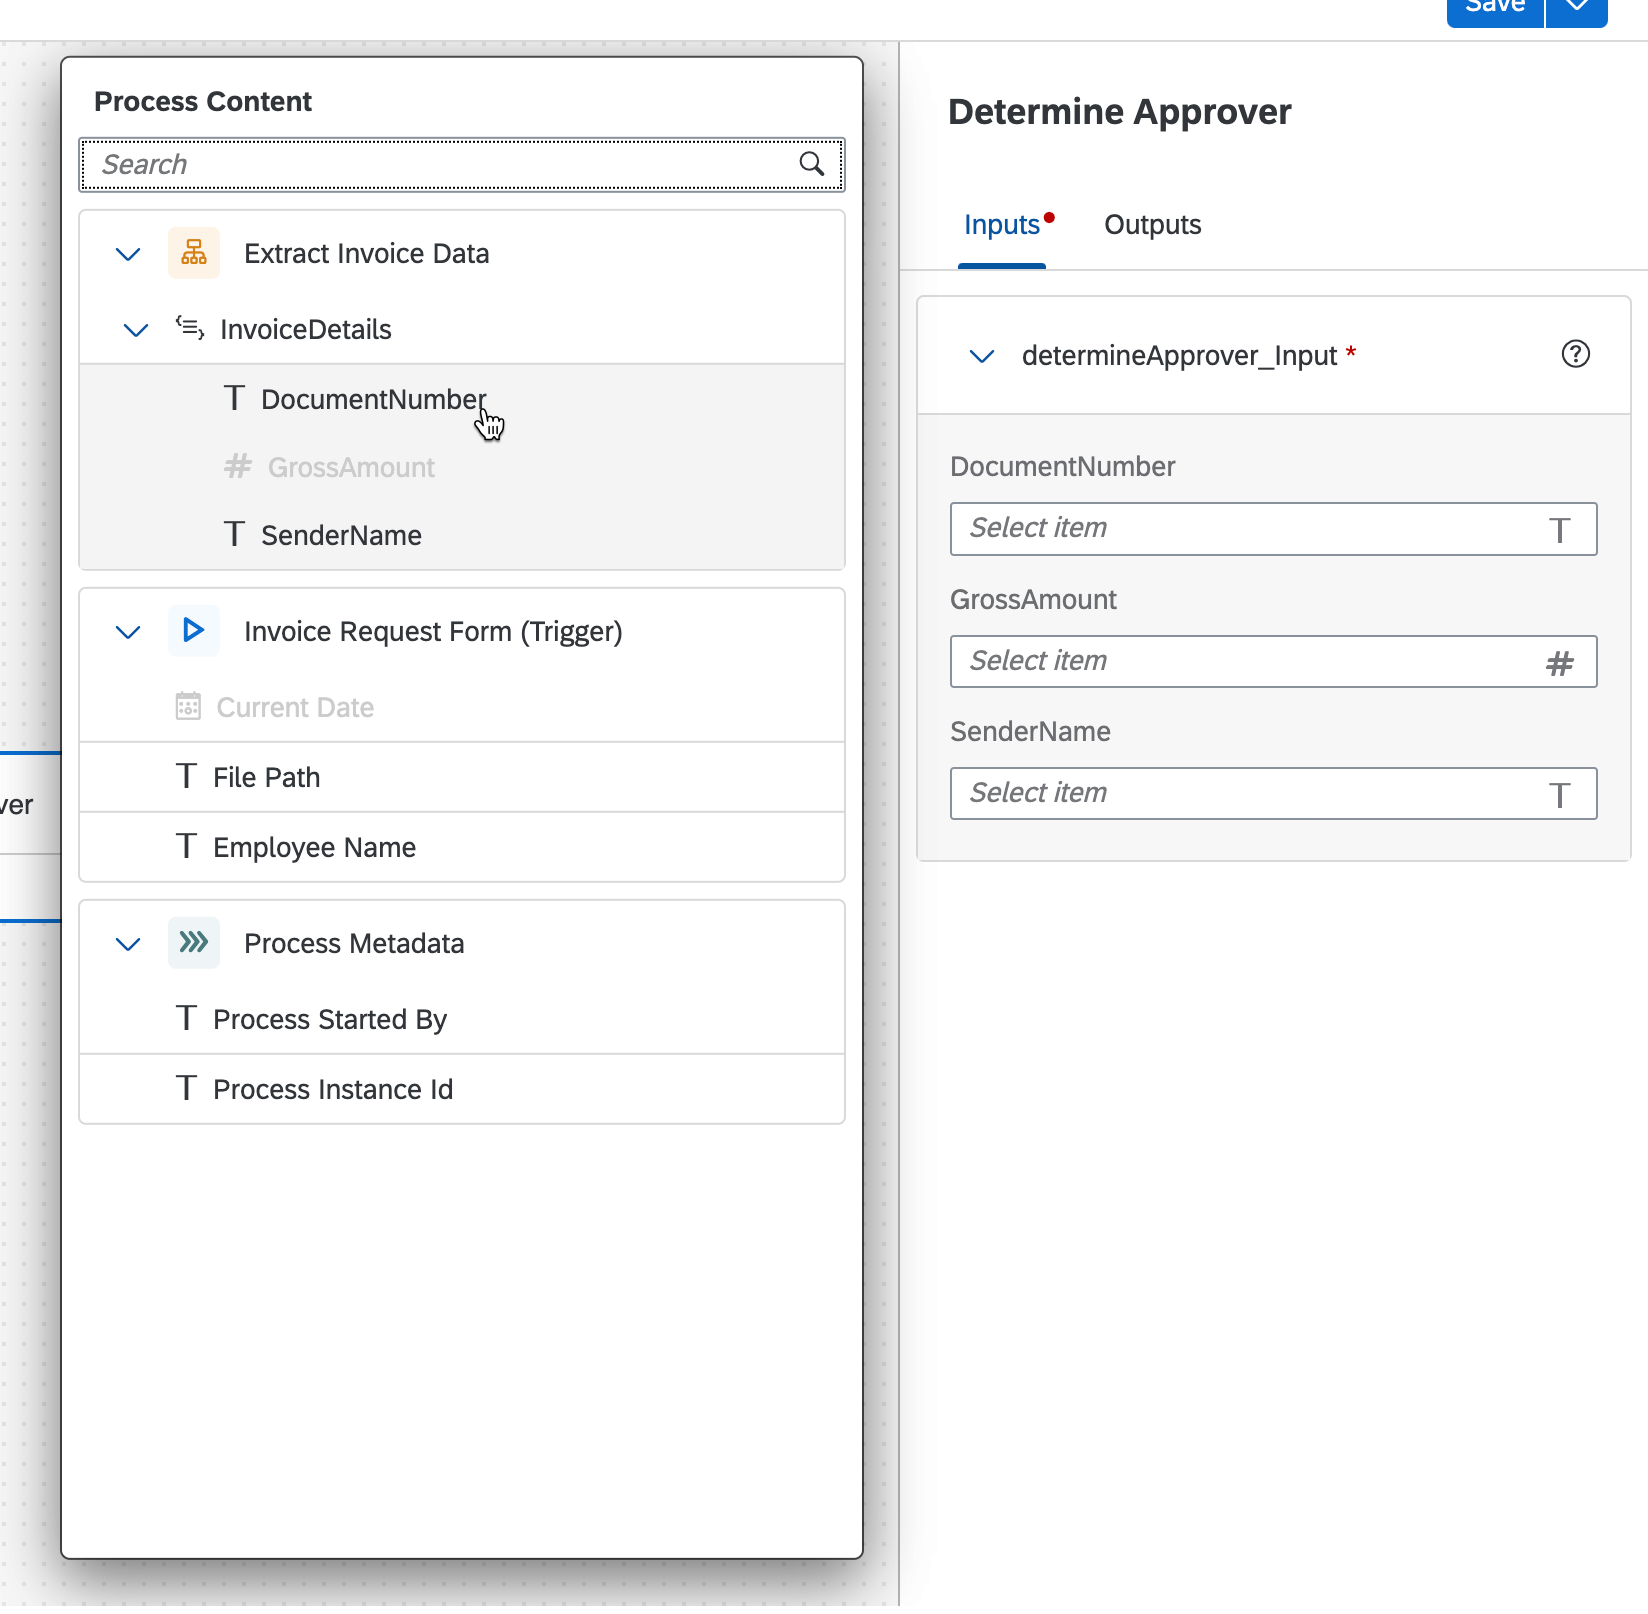 Save
Process Content
Search
Extract Invoice Data
InvoiceDetails
DocumentNumber
GrossAmount
SenderName
Invoice Request Form (Trigger)
Current Date
File Path
Employee Name
Process Metadata
Process Started By
Process Instance Id
ver
Determine Approver
Inputs
Outputs
determineApprover_Input *
DocumentNumber
Select item
GrossAmount
Select item
SenderName
Select item